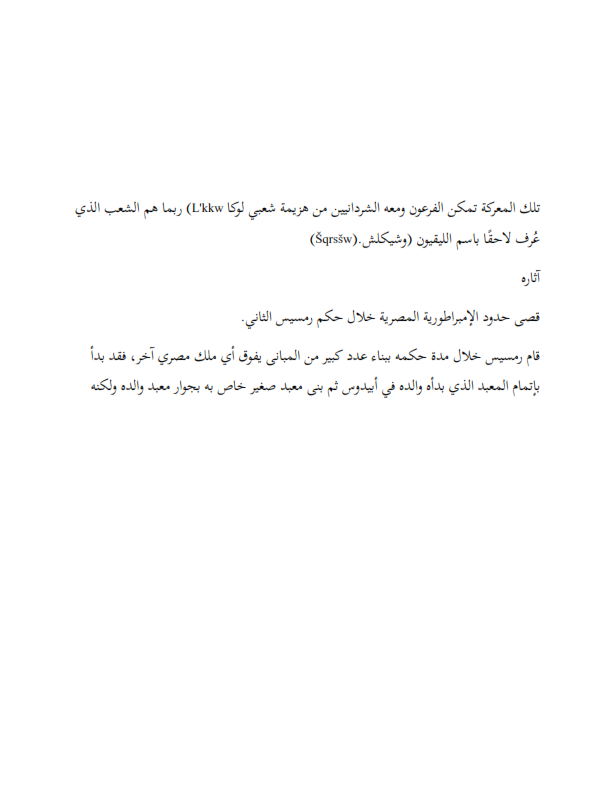 تلك المعركة تمكن الفرعون ومعه الشردانيين من هزيمة شعبي لوكا L'kkw) ربما هم الشعب الذي
عُرف لاحقًا باسم الليقيون (وشيكلش.(Šqrsšw)
آثاره
قصى حدود الإمبراطورية المصرية خلال حكم رمسيس الثاني.
قام رمسيس خلال مدة حكمه ببناء عدد كبير من المبانى يفوق أي ملك مصري آخر، فقد بدأ
بإتمام المعبد الذي بدأه والده في أبيدوس ثم بنى معبد صغير خاص به بجوار معبد والده ولكنه